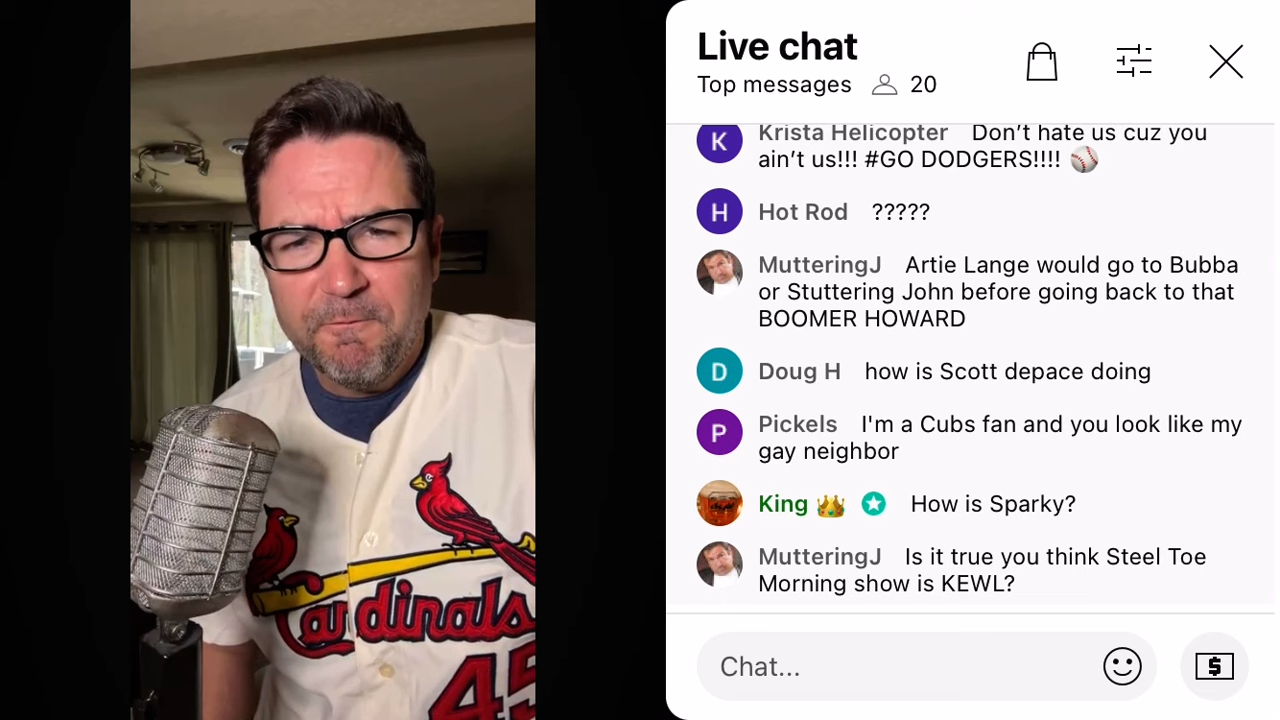 Live chat
Top messages 20
Krista Helicopter Don't hate us cuz you
ain't us!!! #GO DODGERS!!!! ⚾
H Hot Rod ?????
MutteringJ Artie Lange would go to Bubba
or Stuttering John before going back to that
BOOMER HOWARD
D Doug H how is Scott depace doing
P Pickels I'm a Cubs fan and you look like my
gay neighbor
King 👑 How is Sparky?
MutteringJ Is it true you think Steel Toe
Morning show is KEWL?
Chat...
$
K
Cardinals
45